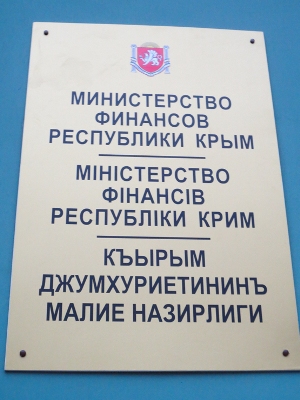 МИНИСТЕРСТВО
ФИНАНСОВ
РЕСПУБЛИКИ КРЫМ
МІНІСТЕРСТВО
ФІНАНСІВ
РЕСПУБЛІКИ КРИМ
КЪЫРЫМ
ДЖУМХУРИЕТИНИНЪ
МАЛИЕ НАЗИРЛИГИ